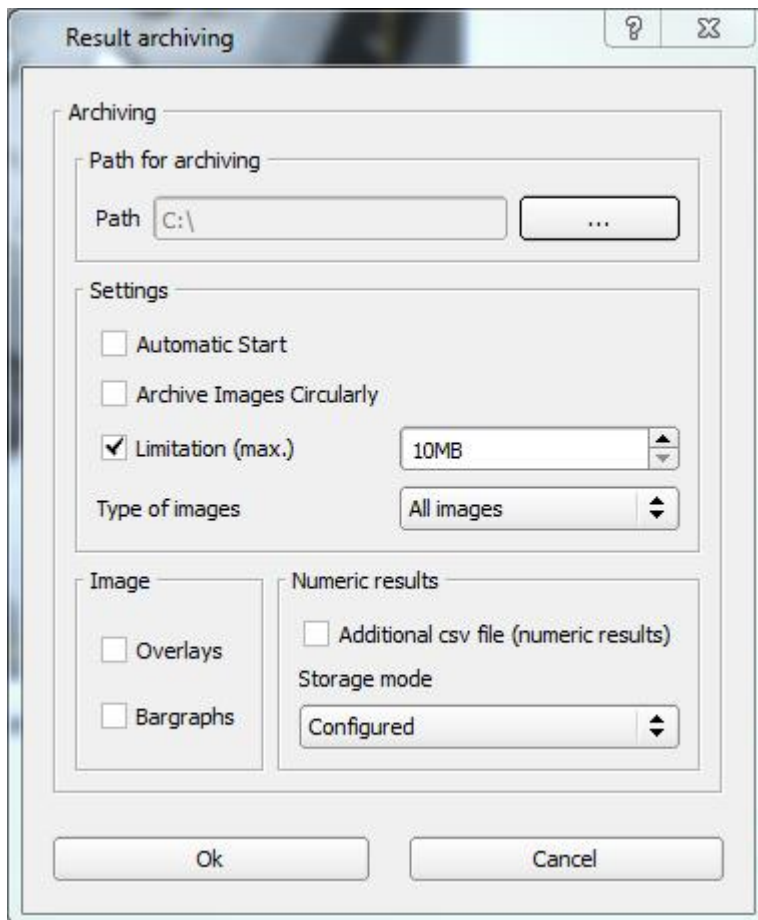 Result archiving
Archiving
Path for archiving
Path C:\ ...
Settings
Automatic Start
Archive Images Circularly
Limitation (max.) 10MB
Type of images All images
Image
Overlays
Bargraphs
Numeric results
Additional csv file (numeric results)
Storage mode
Configured
Ok Cancel